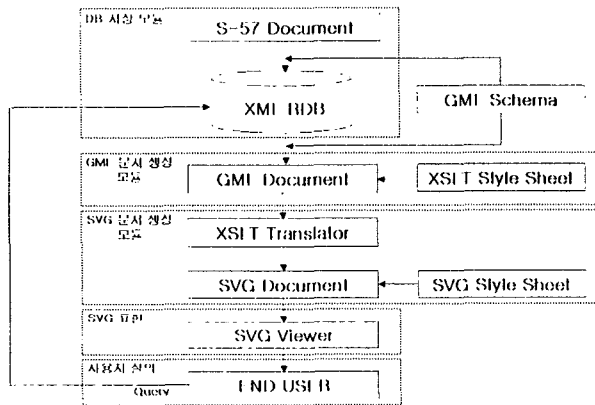 DB 저장 모듈
S-57 Document
XML RDB
GML Schema
GML 문서 생성
모듈
GML Document
XSLT Style Sheet
SVG 문서 생성
모듈
XSLT Translator
SVG Document
SVG Style Sheet
SVG 표현
SVG Viewer
사용자 질의
Query
END USER